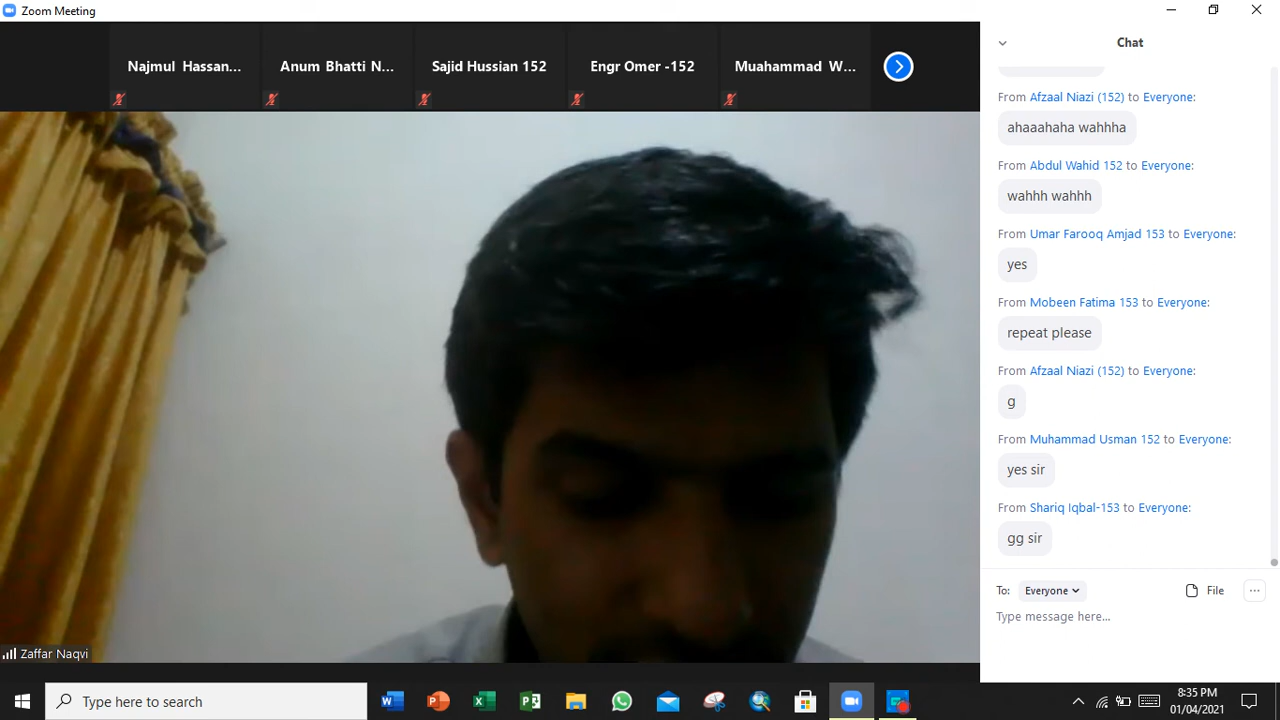 Zoom Meeting
Najmul Hassan...
Anum Bhatti N...
Sajid Hussian 152
Engr Omer -152
Muahammad W...
Chat
From Afzaal Niazi (152) to Everyone:
ahaaahaha wahhha
From Abdul Wahid 152 to Everyone:
wahhh wahhh
From Umar Farooq Amjad 153 to Everyone:
yes
From Mobeen Fatima 153 to Everyone:
repeat please
From Afzaal Niazi (152) to Everyone:
g
From Muhammad Usman 152 to Everyone:
yes sir
From Shariq Iqbal-153 to Everyone:
gg sir
To: Everyone
File
Type message here...
Zaffar Naqvi
Type here to search
8:35 PM
01/04/2021